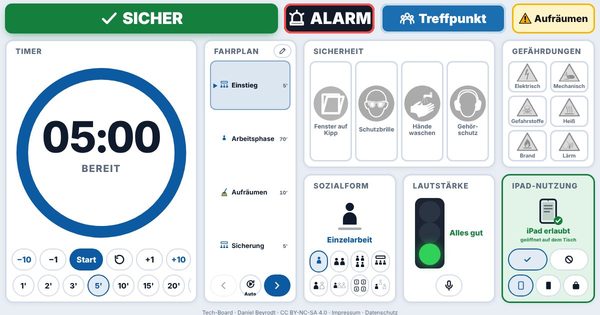 SICHER
ALARM
Treffpunkt
Aufräumen
TIMER
05:00
BEREIT
−10
−1
Start
+1
+10
1'
2'
3'
5'
10'
15'
20'
FAHRPLAN
Einstieg 5'
Arbeitsphase 70'
Aufräumen 10'
Sicherung 5'
Auto
SICHERHEIT
Fenster auf
Kipp
Schutzbrille
Hände
waschen
Gehör-
schutz
GEFÄHRDUNGEN
Elektrisch
Mechanisch
Gefahrstoffe
Heiß
Brand
Lärm
SOZIALFORM
Einzelarbeit
LAUTSTÄRKE
Alles gut
IPAD-NUTZUNG
iPad erlaubt
geöffnet auf dem Tisch
Tech-Board · Daniel Beyrodt · CC BY-NC-SA 4.0 · Impressum · Datenschutz